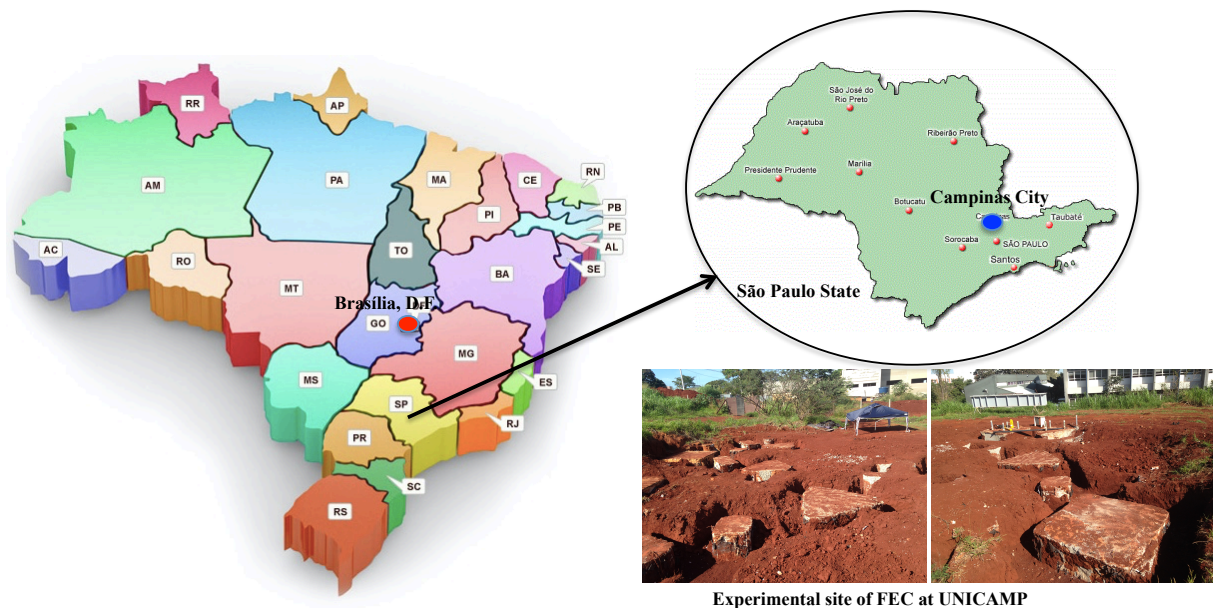 RR
AP
AM
PA
MA
CE
RN
PI
PB
PE
AL
SE
AC
RO
TO
BA
MT
Brasília, D.F.
GO
MG
MS
ES
SP
RJ
PR
SC
RS
São José do
Rio Preto
Araçatuba
Ribeirão Preto
Presidente Prudente
Marília
Botucatu
Campinas City
Taubaté
Sorocaba
SÃO PAULO
Santos
São Paulo State
Experimental site of FEC at UNICAMP